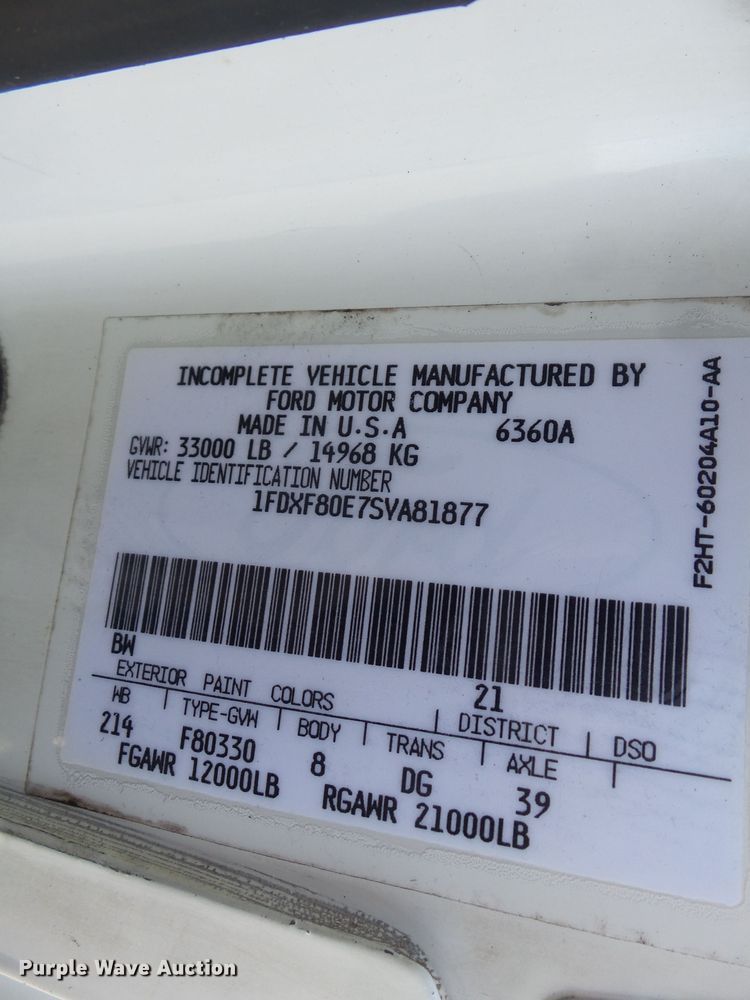 INCOMPLETE VEHICLE MANUFACTURED BY
FORD MOTOR COMPANY
MADE IN U.S.A 6360A
GVWR: 33000 LB / 14968 KG
VEHICLE IDENTIFICATION NUMBER
1FDXF80E7SVA81877
F2HT-60204A10-AA
BW 21
EXTERIOR PAINT COLORS DISTRICT DSO
WB TYPE-GVW BODY TRANS AXLE
214 F80330 8 DG 39
FGAWR 12000LB RGAWR 21000LB
Purple Wave Auction